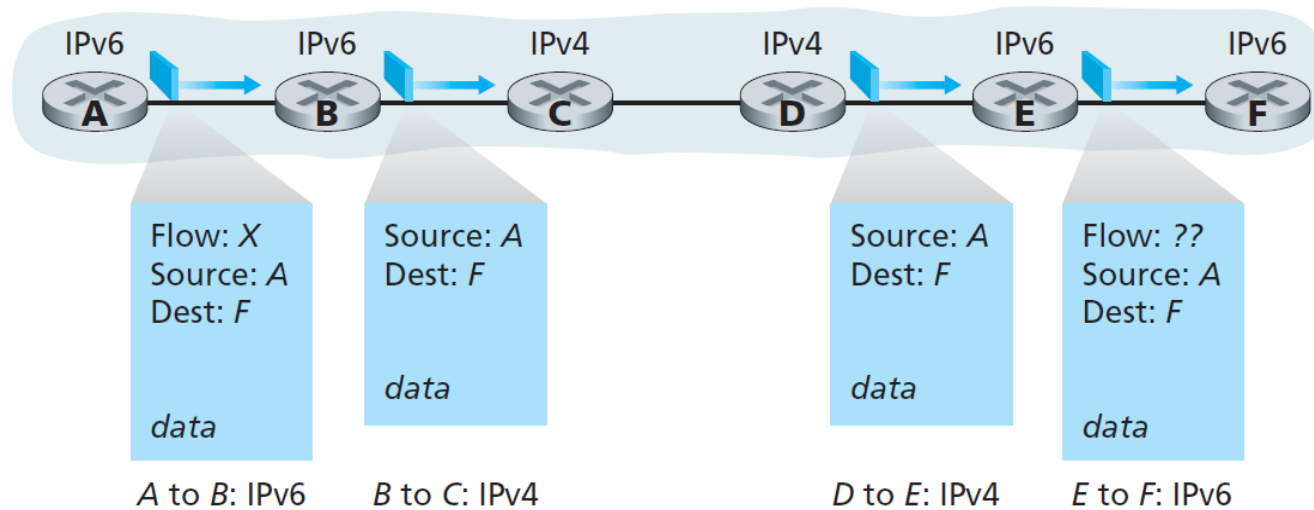 IPv6 IPv6 IPv4 IPv4 IPv6 IPv6
A B C D E F
Flow: X
Source: A
Dest: F
data
Source: A
Dest: F
data
Source: A
Dest: F
data
Flow: ??
Source: A
Dest: F
data
A to B: IPv6
B to C: IPv4
D to E: IPv4
E to F: IPv6